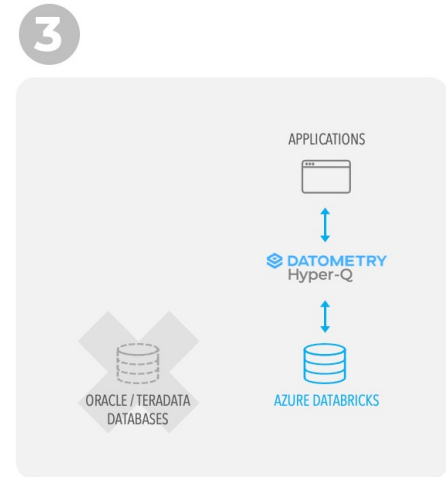 3
APPLICATIONS
DATOMETRY
Hyper-Q
ORACLE / TERADATA
DATABASES
AZURE DATABRICKS